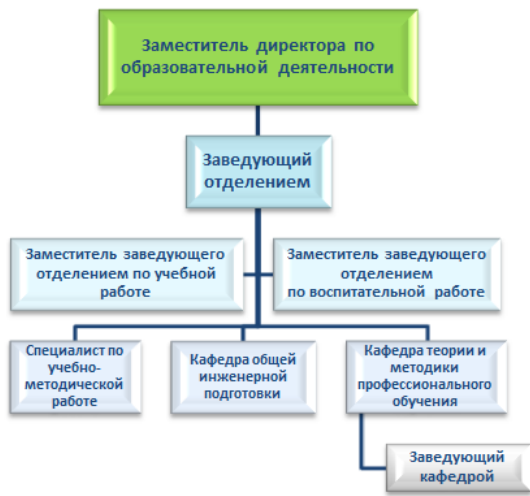 Заместитель директора по
образовательной деятельности
Заведующий
отделением
Заместитель заведующего
отделением по учебной
работе
Заместитель заведующего
отделением
по воспитательной работе
Специалист по
учебно-
методической
работе
Кафедра общей
инженерной
подготовки
Кафедра теории и
методики
профессионального
обучения
Заведующий
кафедрой